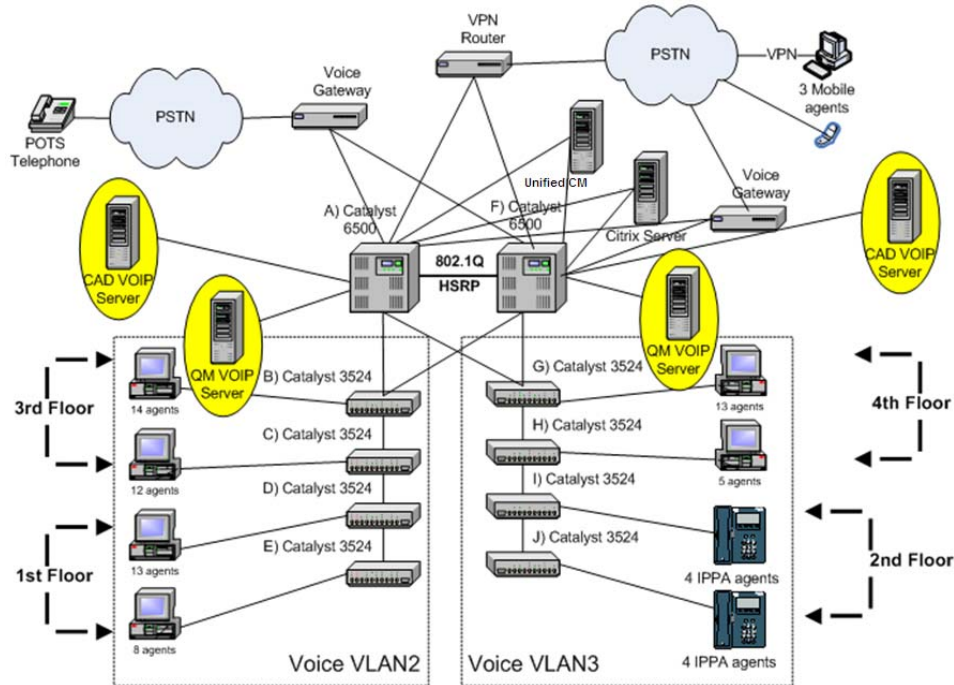 VPN
Router
PSTN
VPN
3 Mobile
agents
Voice
Gateway
PSTN
POTS
Telephone
Unified CM
Voice
Gateway
A) Catalyst
6500
F) Catalyst
6500
Citrix Server
CAD VOIP
Server
802.1Q
HSRP
CAD VOIP
Server
QM VOIP
Server
QM VOIP
Server
3rd Floor
14 agents
B) Catalyst 3524
C) Catalyst 3524
12 agents
D) Catalyst 3524
1st Floor
13 agents
E) Catalyst 3524
8 agents
Voice VLAN2
G) Catalyst 3524
13 agents
4th Floor
H) Catalyst 3524
5 agents
I) Catalyst 3524
4 IPPA agents
2nd Floor
J) Catalyst 3524
4 IPPA agents
Voice VLAN3